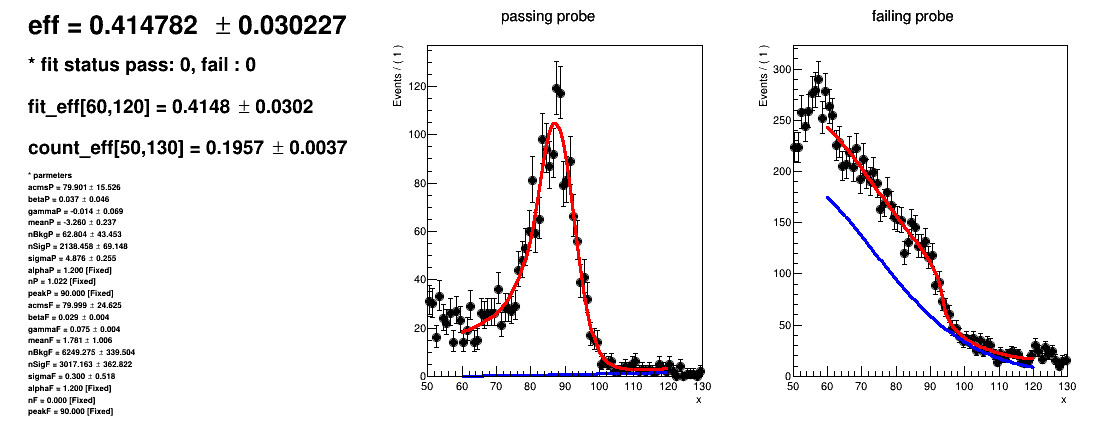 eff = 0.414782 ± 0.030227
* fit status pass: 0, fail : 0
fit_eff[60,120] = 0.4148 ± 0.0302
count_eff[50,130] = 0.1957 ± 0.0037
* parmeters
acmsP = 79.901 ± 15.526
betaP = 0.037 ± 0.046
gammaP = -0.014 ± 0.069
meanP = -3.260 ± 0.237
nBkgP = 62.804 ± 43.453
nSigP = 2138.458 ± 69.148
sigmaP = 4.876 ± 0.255
alphaP = 1.200 [Fixed]
nP = 1.022 [Fixed]
peakP = 90.000 [Fixed]
acmsF = 79.999 ± 24.625
betaF = 0.029 ± 0.004
gammaF = 0.075 ± 0.004
meanF = 1.781 ± 1.006
nBkgF = 6249.275 ± 339.504
nSigF = 3017.163 ± 362.822
sigmaF = 0.300 ± 0.518
alphaF = 1.200 [Fixed]
nF = 0.000 [Fixed]
peakF = 90.000 [Fixed]
passing probe
Events / ( 1 )
120
100
80
60
40
20
0
50 60 70 80 90 100 110 120 130
x
failing probe
Events / ( 1 )
300
250
200
150
100
50
0
50 60 70 80 90 100 110 120 130
x